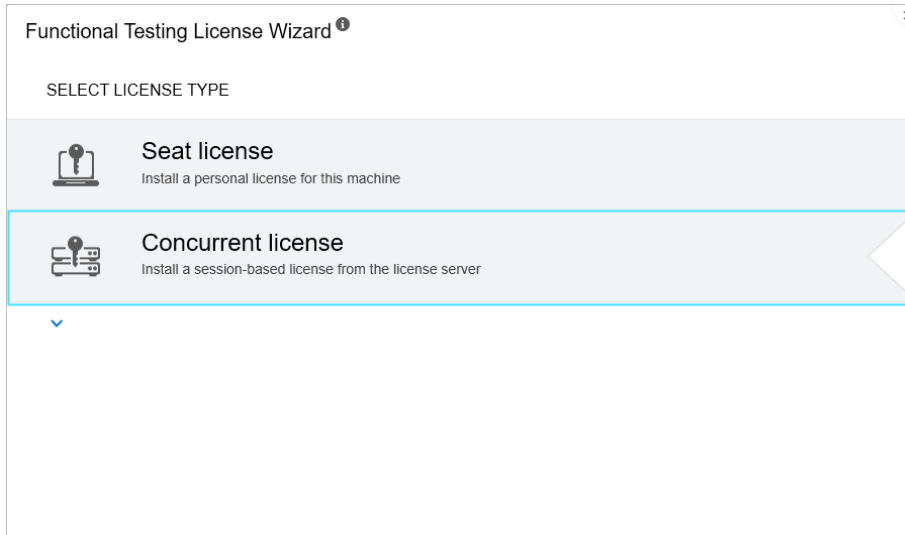 Functional Testing License Wizard
SELECT LICENSE TYPE
Seat license
Install a personal license for this machine
Concurrent license
Install a session-based license from the license server